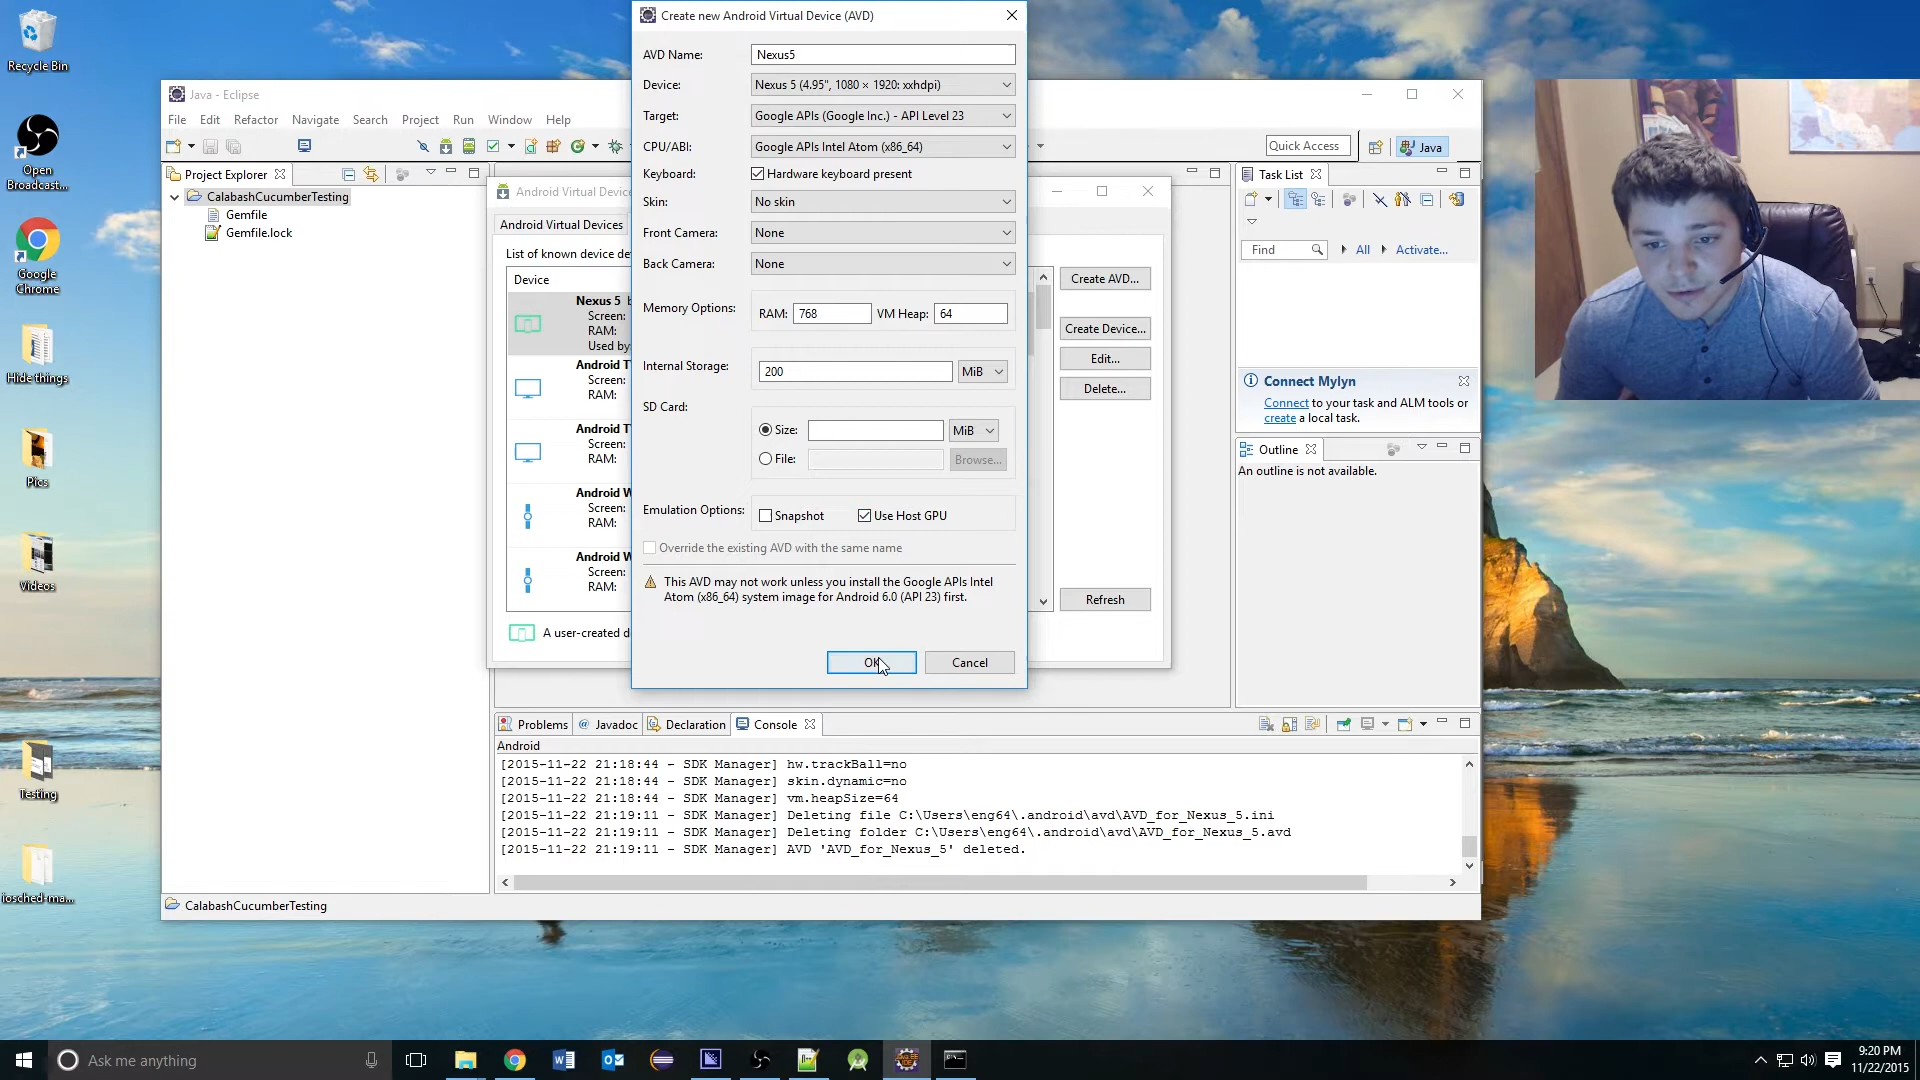 Recycle Bin
Open
Broadcast...
Google
Chrome
Hide things
Pics
Videos
Testing
iosched-ma...
Java - Eclipse
File Edit Refactor Navigate Search Project Run Window Help
Quick Access
Java
Project Explorer
CalabashCucumberTesting
Gemfile
Gemfile.lock
Android Virtual Device
Android Virtual Devices
List of known device de
Device
Nexus 5 b
Screen:
RAM:
Used by
Android T
Screen:
RAM:
Android T
Screen:
RAM:
Android W
Screen:
RAM:
Android W
Screen:
RAM:
A user-created d
Create AVD...
Create Device...
Edit...
Delete...
Refresh
Create new Android Virtual Device (AVD)
AVD Name: Nexus5
Device: Nexus 5 (4.95", 1080 × 1920: xxhdpi)
Target: Google APIs (Google Inc.) - API Level 23
CPU/ABI: Google APIs Intel Atom (x86_64)
Keyboard: Hardware keyboard present
Skin: No skin
Front Camera: None
Back Camera: None
Memory Options: RAM: 768 VM Heap: 64
Internal Storage: 200 MiB
SD Card:
Size: MiB
File: Browse...
Emulation Options: Snapshot Use Host GPU
Override the existing AVD with the same name
This AVD may not work unless you install the Google APIs Intel
Atom (x86_64) system image for Android 6.0 (API 23) first.
OK Cancel
Task List
Find All Activate...
Connect Mylyn
Connect to your task and ALM tools or
create a local task.
Outline
An outline is not available.
Problems Javadoc Declaration Console
Android
[2015-11-22 21:18:44 - SDK Manager] hw.trackBall=no
[2015-11-22 21:18:44 - SDK Manager] skin.dynamic=no
[2015-11-22 21:18:44 - SDK Manager] vm.heapSize=64
[2015-11-22 21:19:11 - SDK Manager] Deleting file C:\Users\eng64\.android\avd\AVD_for_Nexus_5.ini
[2015-11-22 21:19:11 - SDK Manager] Deleting folder C:\Users\eng64\.android\avd\AVD_for_Nexus_5.avd
[2015-11-22 21:19:11 - SDK Manager] AVD 'AVD_for_Nexus_5' deleted.
CalabashCucumberTesting
Ask me anything
9:20 PM
11/22/2015